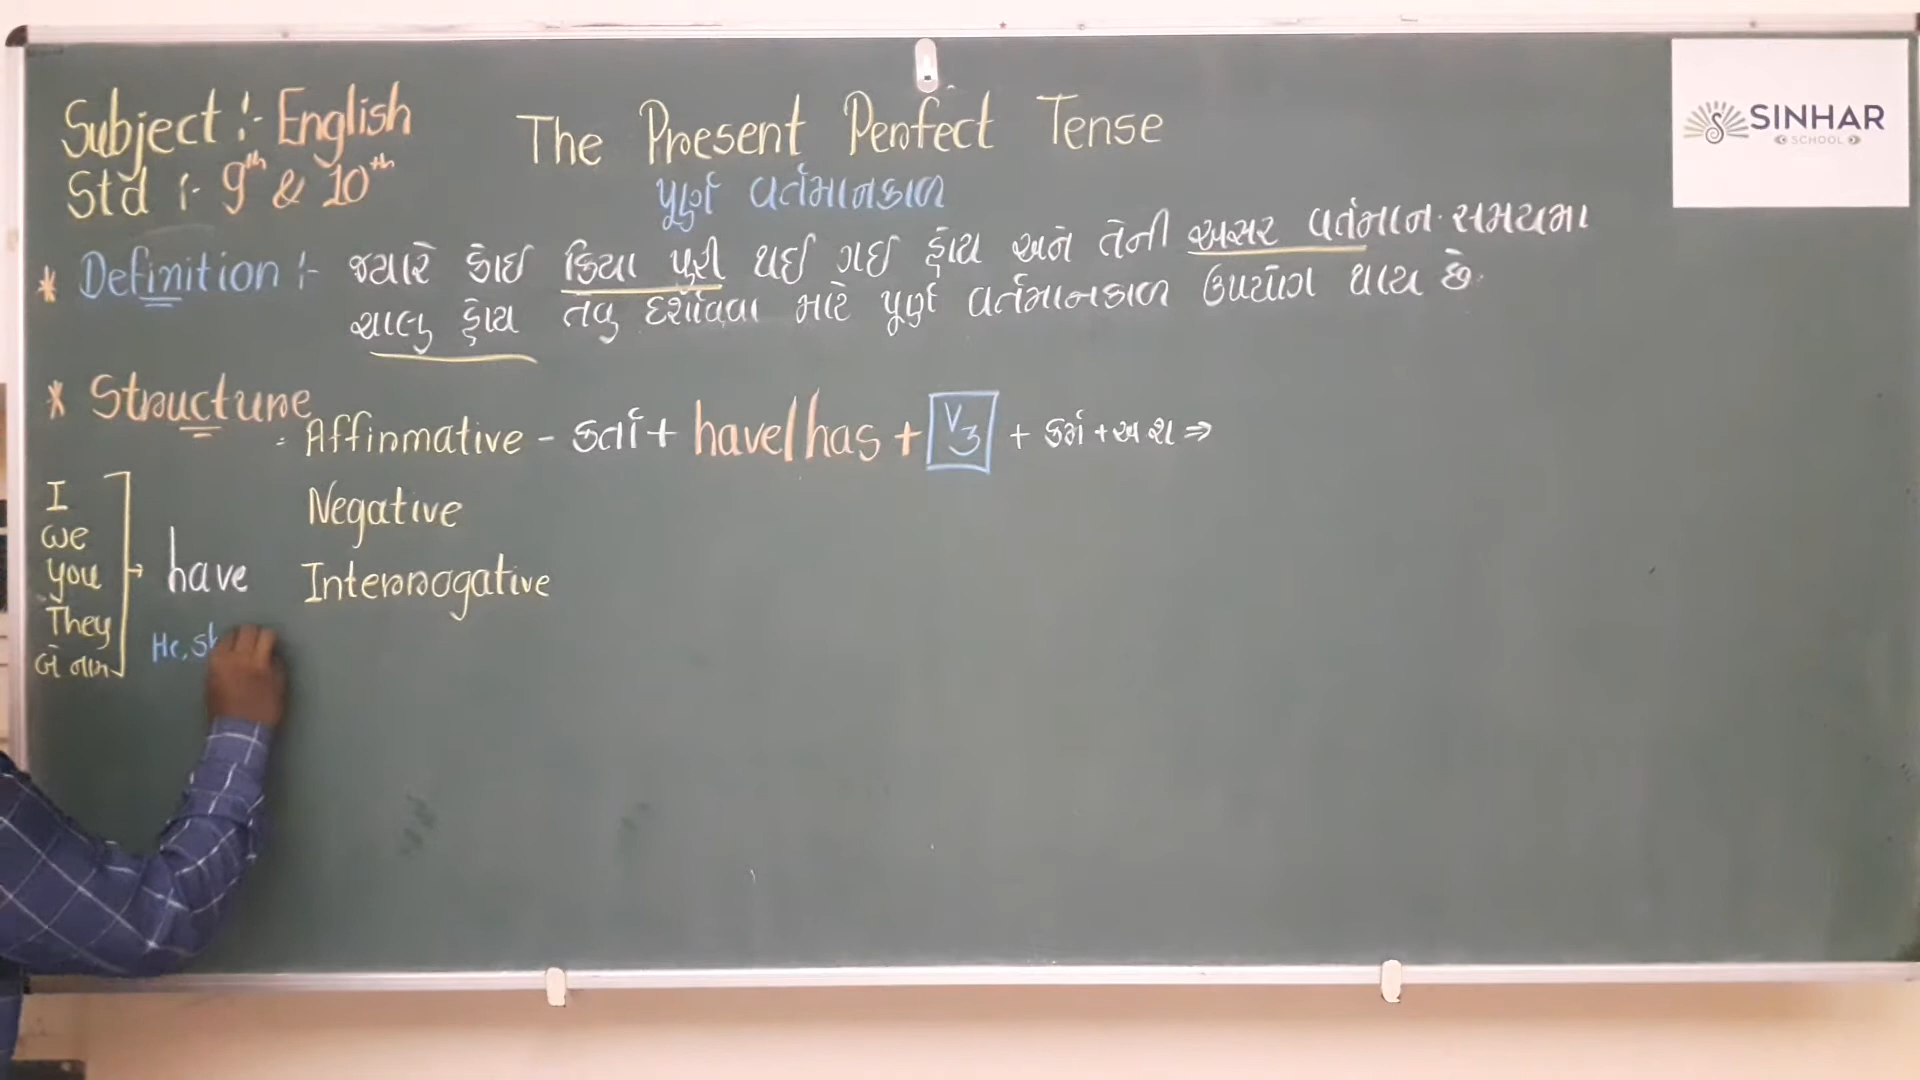 Subject :- English
Std :- 9th & 10th
The Present Perfect Tense
પૂર્ણ વર્તમાનકાળ
SINHAR
SCHOOL
* Definition :- જ્યારે કોઇ ક્રિયા પુરી થઈ ગઈ હોય અને તેની અસર વર્તમાન સમયમા
ચાલુ હોય તેવુ દર્શાવવા માટે પૂર્ણ વર્તમાનકાળ ઉપયોગ થાય છે.
* Structure
= Affirmative - કર્તા + have/has + V3 + કર્મ + અ શ ⇒
Negative
Interrogative
I
we
you
They
બે નામ
→ have
He, Sh